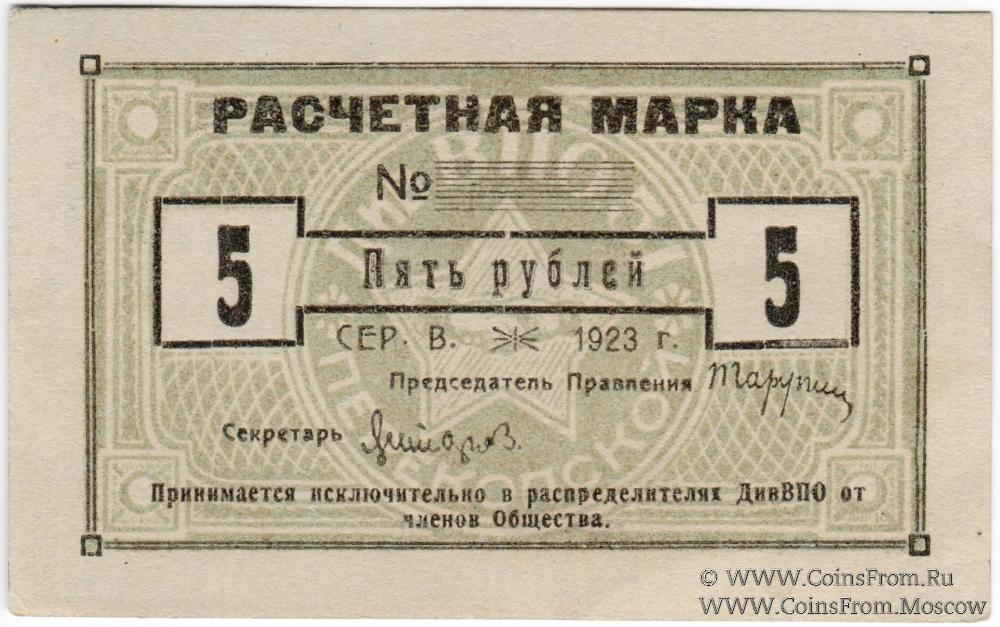 РАСЧЕТНАЯ МАРКА
№
5 Пять рублей 5
СЕР. В. 1923 г.
Председатель Правления
Секретарь
Принимается исключительно в распределителях ДивВПО от
членов Общества.
© WWW.CoinsFrom.Ru
WWW.CoinsFrom.Moscow